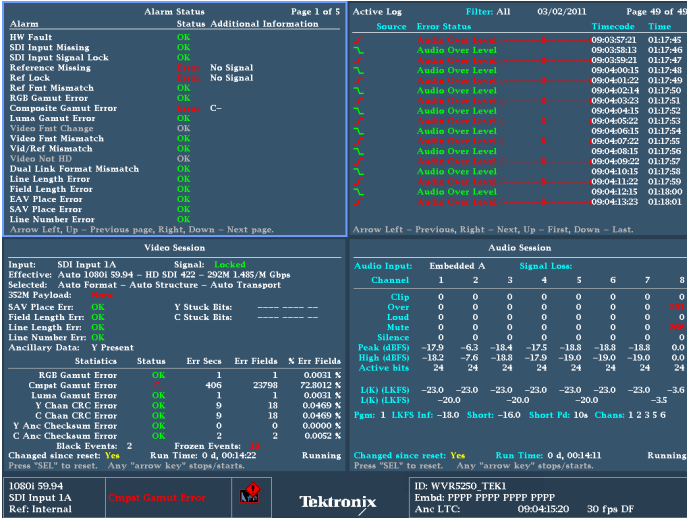 Alarm Status Page 1 of 5
Alarm Status Additional Information
HW Fault OK
SDI Input Missing OK
SDI Input Signal Lock OK
Reference Missing Error No Signal
Ref Lock Error No Signal
Ref Fmt Mismatch OK
RGB Gamut Error OK
Composite Gamut Error Error C–
Luma Gamut Error OK
Video Fmt Change OK
Video Fmt Mismatch OK
Vid/Ref Mismatch OK
Video Not HD OK
Dual Link Format Mismatch OK
Line Length Error OK
Field Length Error OK
EAV Place Error OK
SAV Place Error OK
Line Number Error OK
Arrow Left, Up – Previous page, Right, Down – Next page.
Active Log Filter: All 03/02/2011 Page 49 of 49
Source Error Status Timecode Time
Audio Over Level 8 09:03:57:21 01:17:45
Audio Over Level 09:03:58:13 01:17:46
Audio Over Level 8 09:03:59:21 01:17:47
Audio Over Level 09:04:00:15 01:17:48
Audio Over Level 8 09:04:01:22 01:17:49
Audio Over Level 09:04:02:14 01:17:50
Audio Over Level 8 09:04:03:23 01:17:51
Audio Over Level 09:04:04:15 01:17:52
Audio Over Level 8 09:04:05:22 01:17:53
Audio Over Level 09:04:06:15 01:17:54
Audio Over Level 8 09:04:07:22 01:17:55
Audio Over Level 09:04:08:15 01:17:56
Audio Over Level 8 09:04:09:22 01:17:57
Audio Over Level 09:04:10:15 01:17:58
Audio Over Level 8 09:04:11:22 01:17:59
Audio Over Level 09:04:12:15 01:18:00
Audio Over Level 8 09:04:13:23 01:18:01
Arrow Left – Previous, Right – Next, Up – First, Down – Last.
Video Session
Input: SDI Input 1A Signal: Locked
Effective: Auto 1080i 59.94 – HD SDI 422 – 292M 1.485/M Gbps
Selected: Auto Format – Auto Structure – Auto Transport
352M Payload:
SAV Place Err: OK Y Stuck Bits: –––– –––– ––
Field Length Err: OK C Stuck Bits: –––– –––– ––
Line Length Err: OK
Line Number Err: OK
Ancillary Data: Y Present
Statistics Status Err Secs Err Fields % Err Fields
RGB Gamut Error OK 1 1 0.0031 %
Cmpst Gamut Error 406 23798 72.8012 %
Luma Gamut Error OK 1 1 0.0031 %
Y Chan CRC Error OK 9 18 0.0469 %
C Chan CRC Error OK 9 18 0.0469 %
Y Anc Checksum Error OK 0 0 0.0000 %
C Anc Checksum Error OK 2 2 0.0052 %
Black Events: 2 Frozen Events:
Changed since reset: Yes Run Time: 0 d, 00:14:22 Running
Press "SEL" to reset. Any "arrow key" stops/starts.
Audio Session
Audio Input: Embedded A Signal Loss:
Channel 1 2 3 4 5 6 7 8
Clip 0 0 0 0 0 0 0 0
Over 0 0 0 0 0 0 0
Loud 0 0 0 0 0 0 0 0
Mute 0 0 0 0 0 0 0
Silence 0 0 0 0 0 0 0 0
Peak (dBFS) –17.9 –6.3 –18.4 –17.5 –18.8 –18.8 –18.8 0.0
High (dBFS) –18.2 –7.6 –18.8 –17.9 –19.0 –19.0 –19.0 0.0
Active bits 24 24 24 24 24 24 24 24
L(K) (LKFS) –23.0 –23.0 –23.0 –23.0 –23.0 –23.0 –23.0 –3.6
L(K) (LKFS) –20.0 –20.0 –20.0 –3.5
Pgm: 1 LKFS Inf: –18.0 Short: –16.0 Short Pd: 10s Chans: 1 2 3 5 6
Changed since reset: Yes Run Time: 0 d, 00:14:11 Running
Press "SEL" to reset. Any "arrow key" stops/starts.
1080i 59.94
SDI Input 1A
Ref: Internal
Cmpst Gamut Error
Tektronix
ID: WVR5250_TEK1
Embd: PPPP PPPP PPPP PPPP
Anc LTC: 09:04:15:20 30 fps DF